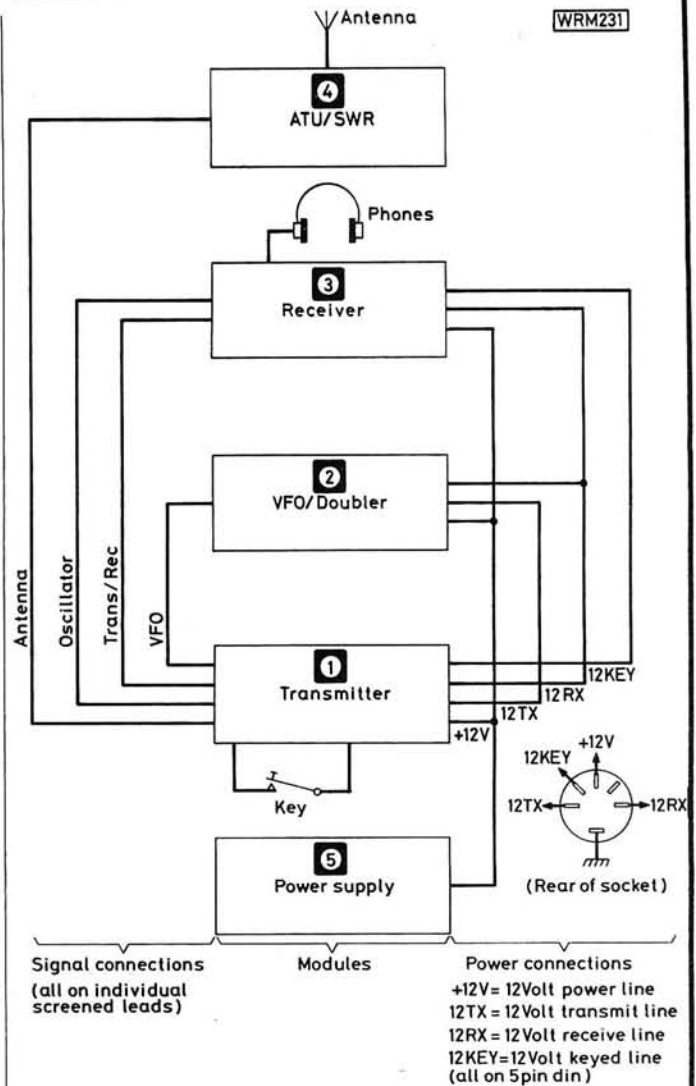 Antenna
WRM231
4
ATU/SWR
Phones
3
Receiver
2
VFO/Doubler
Antenna
Oscillator
Trans/Rec
VFO
1
Transmitter
12KEY
12RX
12TX
+12V
Key
12KEY
+12V
12TX
12RX
(Rear of socket)
5
Power supply
Signal connections
(all on individual
screened leads)
Modules
Power connections
+12V= 12Volt power line
12TX = 12Volt transmit line
12RX = 12Volt receive line
12KEY=12Volt keyed line
(all on 5pin din)